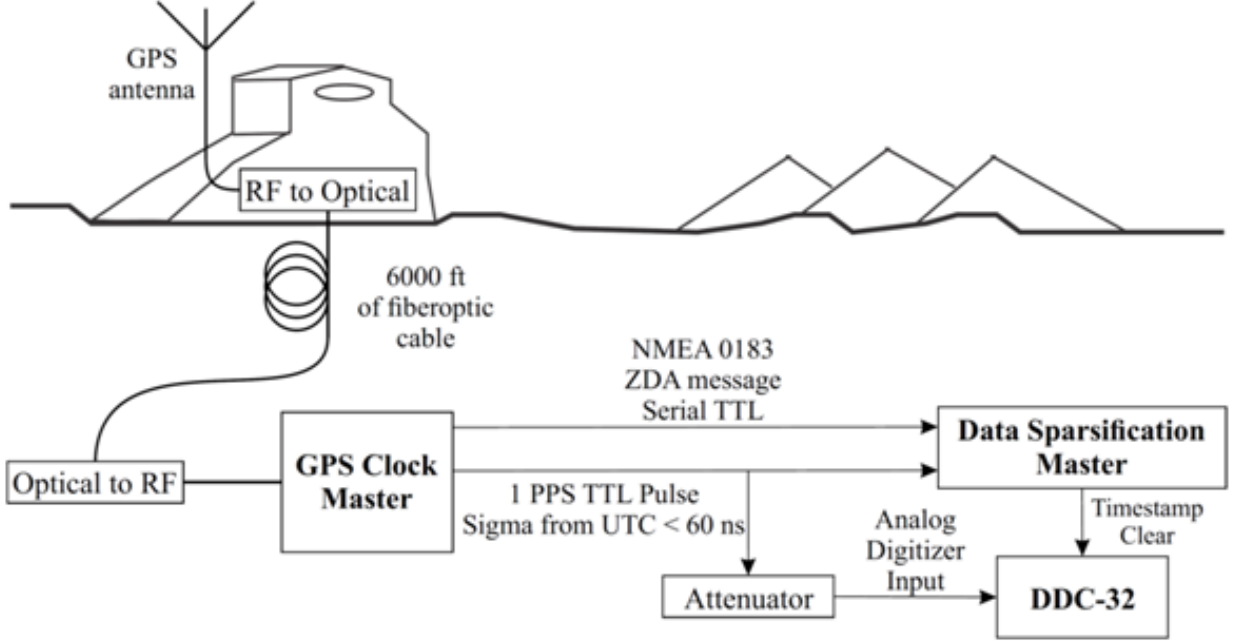 GPS
antenna
RF to Optical
6000 ft
of fiberoptic
cable
NMEA 0183
ZDA message
Serial TTL
Optical to RF
GPS Clock
Master
1 PPS TTL Pulse
Sigma from UTC < 60 ns
Data Sparsification
Master
Timestamp
Clear
Analog
Digitizer
Input
Attenuator
DDC-32